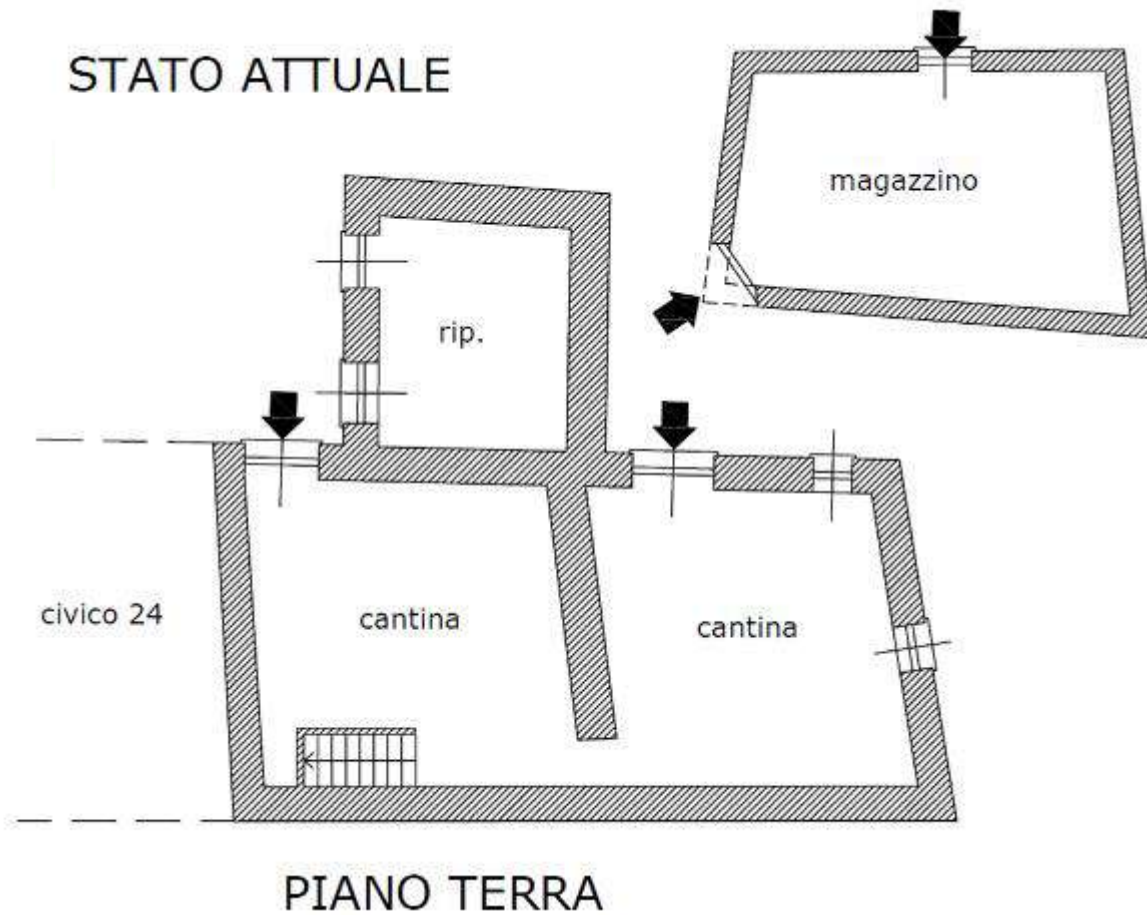 STATO ATTUALE
magazzino
rip.
civico 24
cantina
cantina
PIANO TERRA